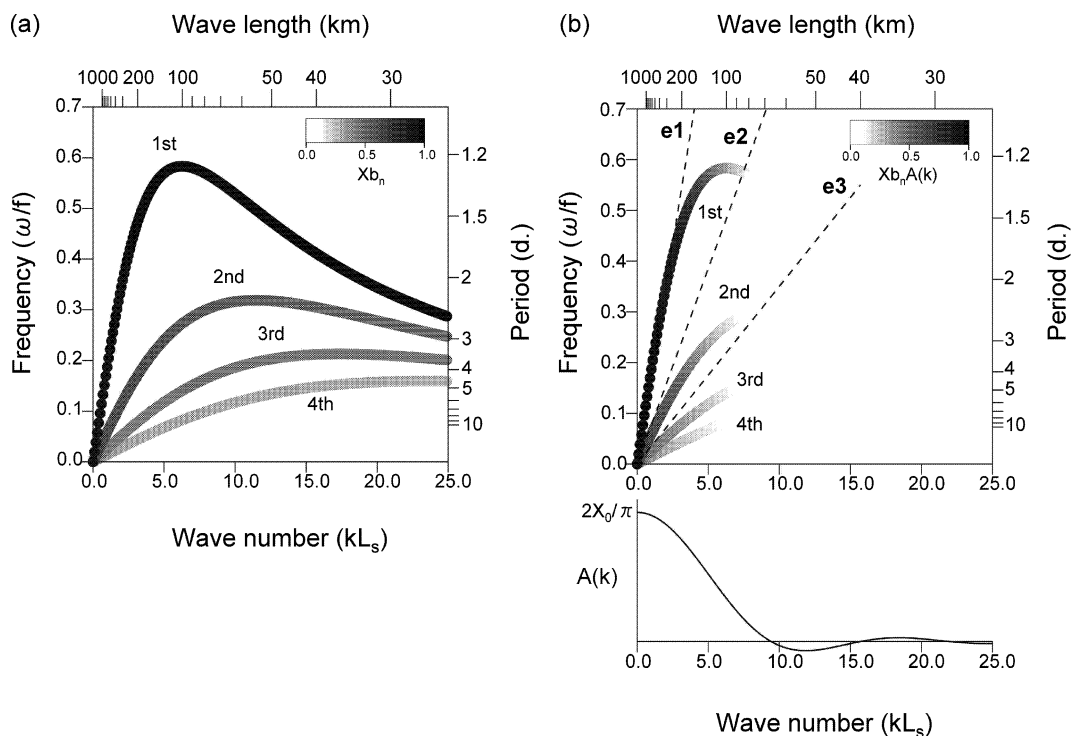 (a)
Wave length (km)
1000 200 100 50 40 30
0.7
0.6
0.5
0.4
0.3
0.2
0.1
0.0
Frequency (ω/f)
1st
2nd
3rd
4th
0.0 0.5 1.0
Xbₙ
1.2
1.5
2
3
4
5
10
Period (d.)
0.0 5.0 10.0 15.0 20.0 25.0
Wave number (kLₛ)
(b)
Wave length (km)
1000 200 100 50 40 30
0.7
0.6
0.5
0.4
0.3
0.2
0.1
0.0
Frequency (ω/f)
e1
e2
e3
1st
2nd
3rd
4th
0.0 0.5 1.0
XbₙA(k)
1.2
1.5
2
3
4
5
10
Period (d.)
0.0 5.0 10.0 15.0 20.0 25.0
2X₀/π
A(k)
0.0 5.0 10.0 15.0 20.0 25.0
Wave number (kLₛ)